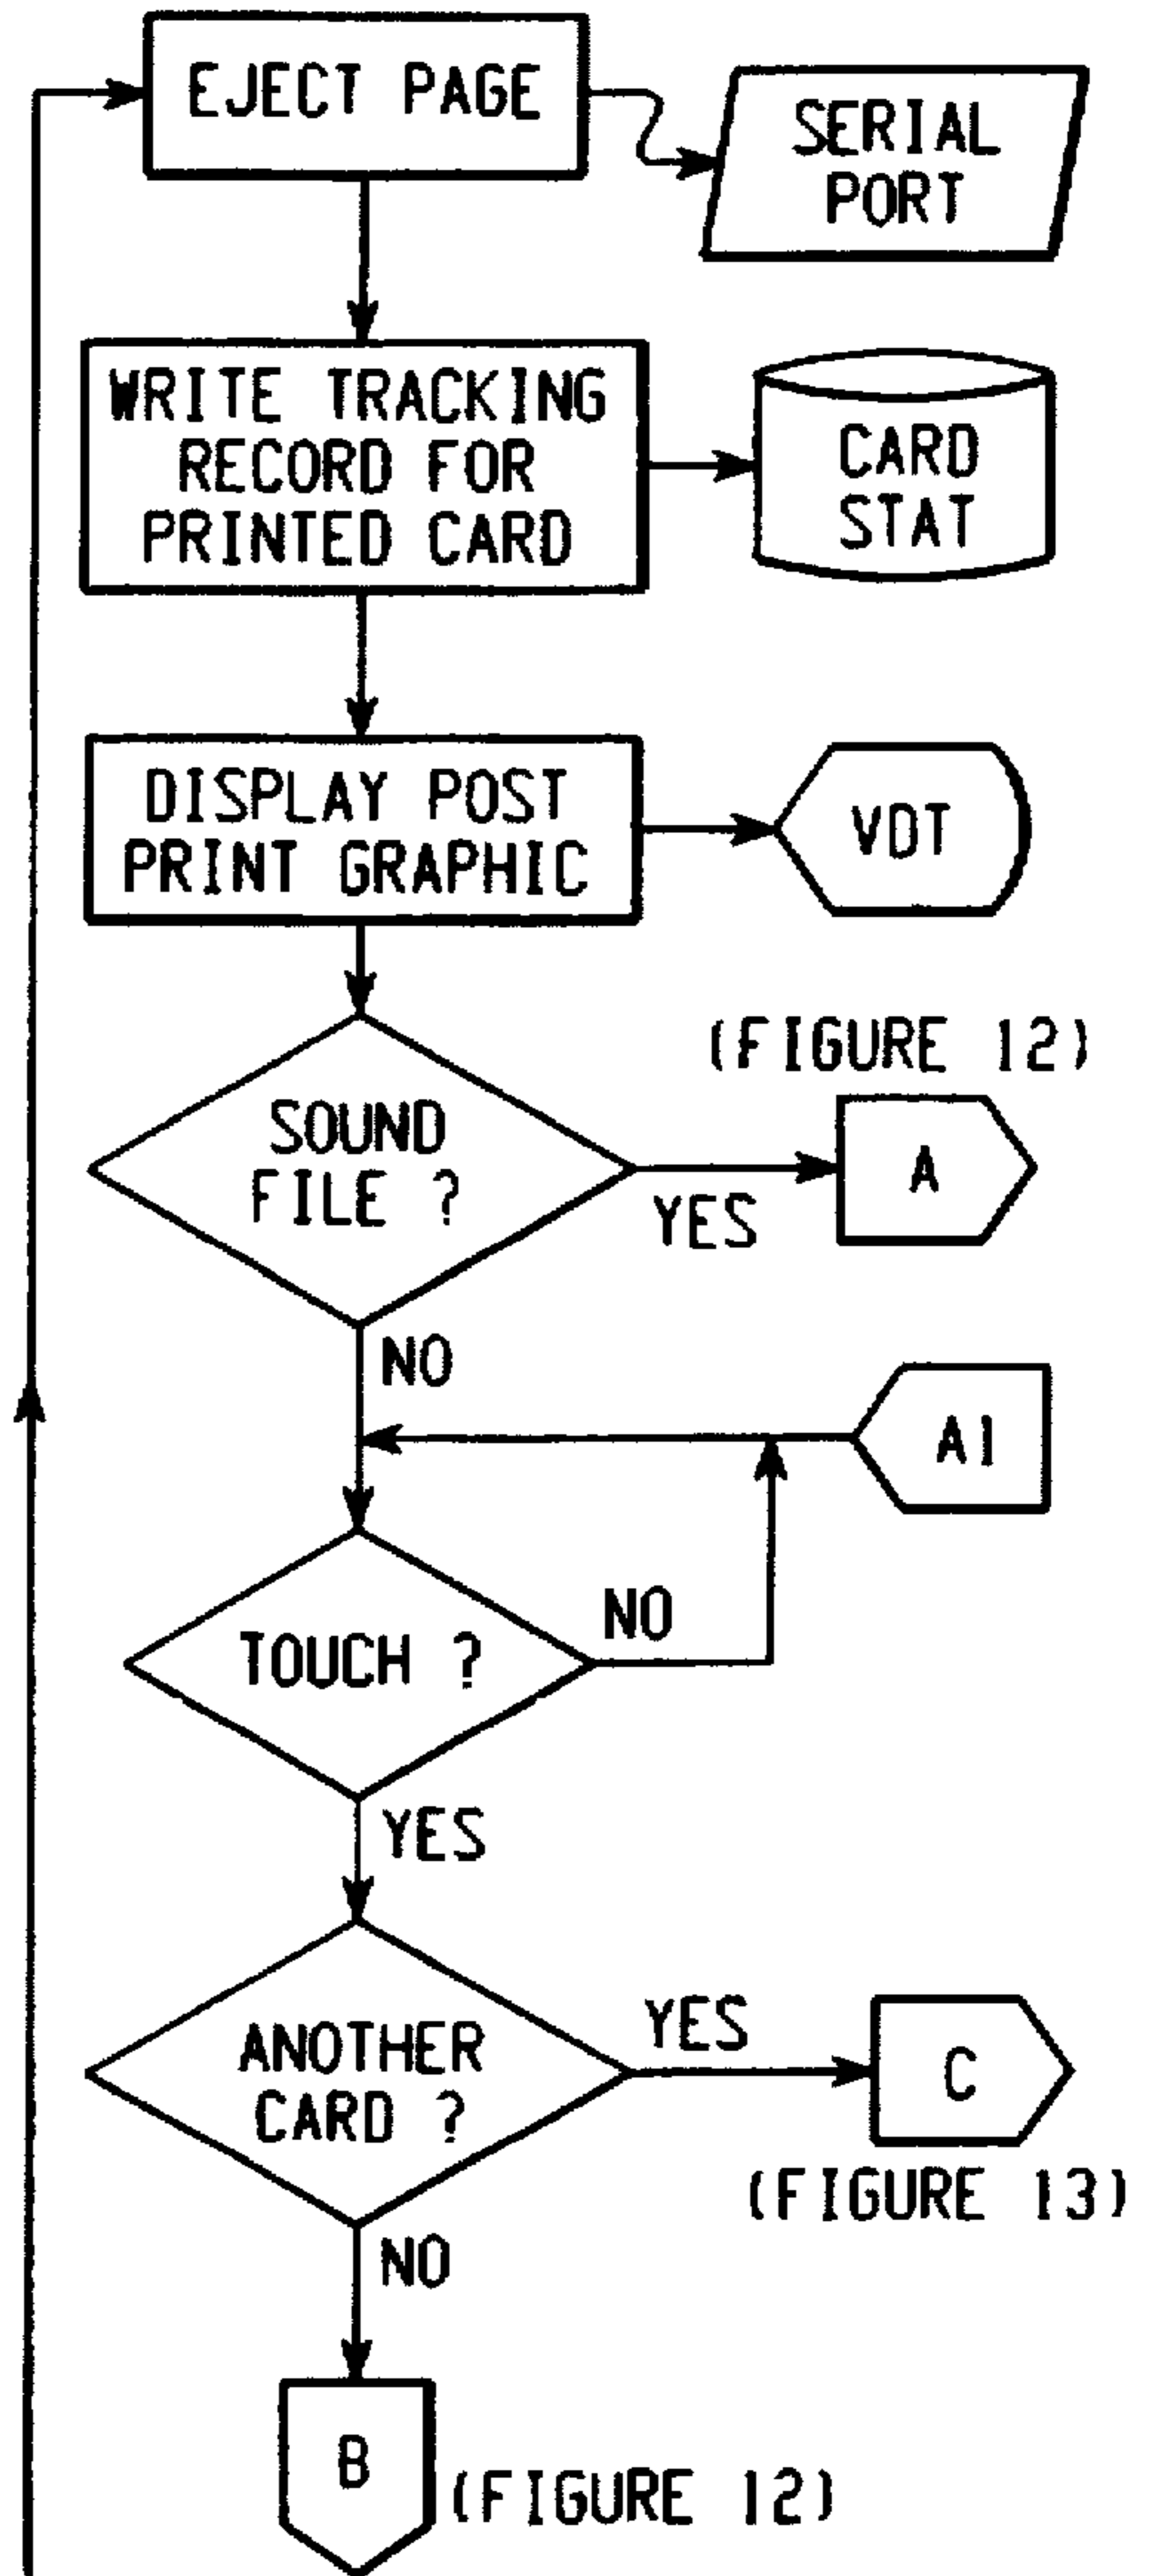 EJECT PAGE
SERIAL
PORT
WRITE TRACKING
RECORD FOR
PRINTED CARD
CARD
STAT
DISPLAY POST
PRINT GRAPHIC
VDT
(FIGURE 12)
SOUND
FILE ?
YES
A
NO
A1
TOUCH ?
NO
YES
ANOTHER
CARD ?
YES
C
(FIGURE 13)
NO
B
(FIGURE 12)